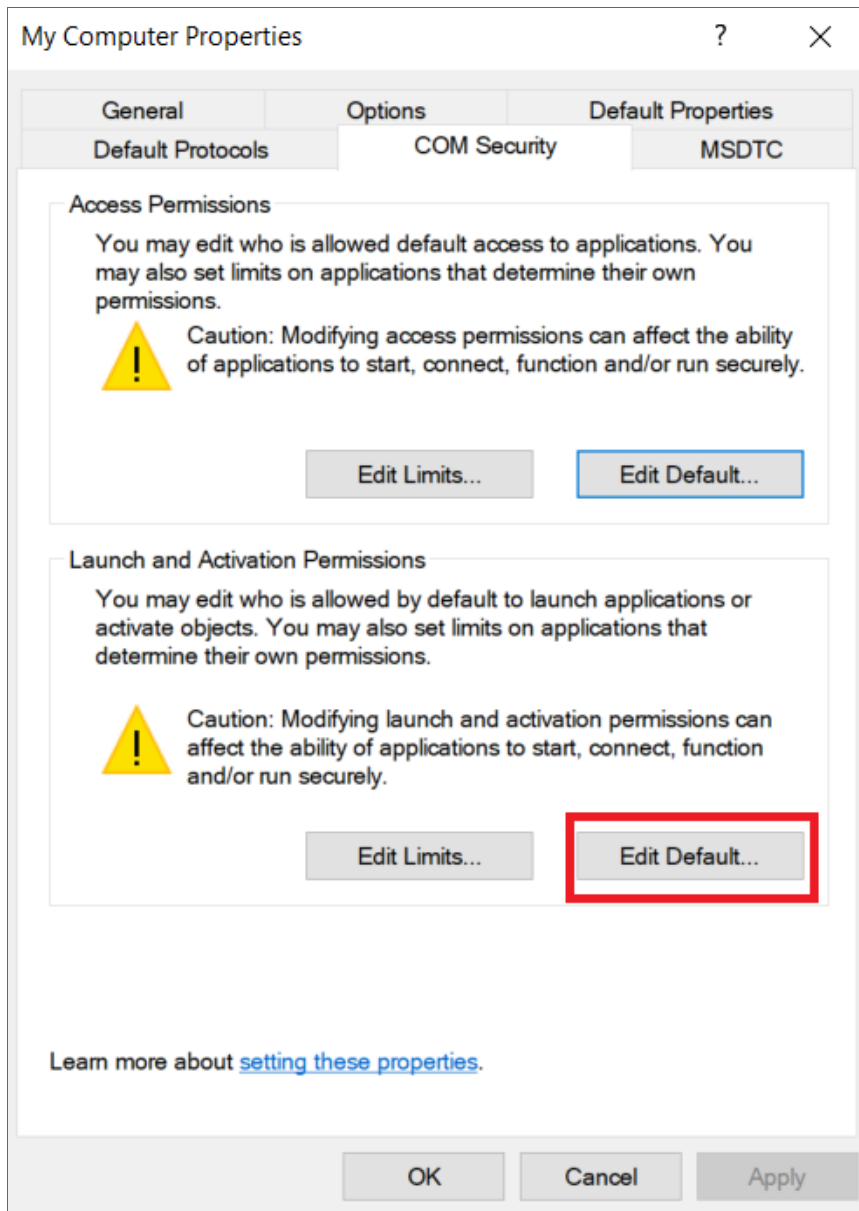 My Computer Properties ? ×
General Options Default Properties
Default Protocols COM Security MSDTC
Access Permissions
You may edit who is allowed default access to applications. You
may also set limits on applications that determine their own
permissions.
Caution: Modifying access permissions can affect the ability
of applications to start, connect, function and/or run securely.
Edit Limits... Edit Default...
Launch and Activation Permissions
You may edit who is allowed by default to launch applications or
activate objects. You may also set limits on applications that
determine their own permissions.
Caution: Modifying launch and activation permissions can
affect the ability of applications to start, connect, function
and/or run securely.
Edit Limits... Edit Default...
Learn more about setting these properties.
OK Cancel Apply